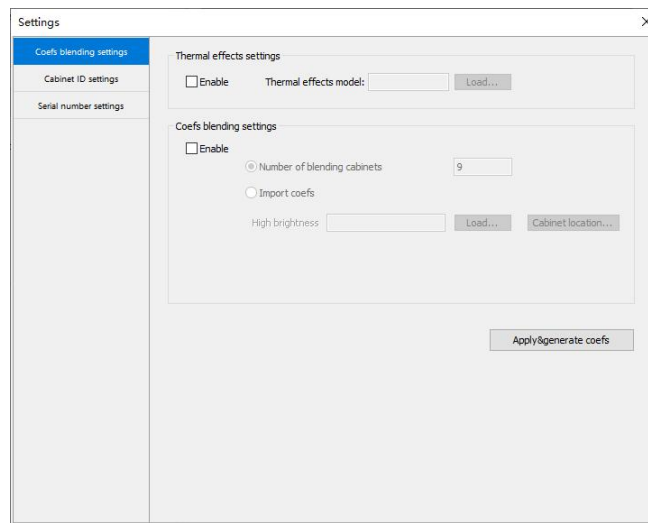 Settings
Coefs blending settings
Cabinet ID settings
Serial number settings
Thermal effects settings
Enable Thermal effects model: Load...
Coefs blending settings
Enable
Number of blending cabinets 9
Import coefs
High brightness Load... Cabinet location...
Apply&generate coefs